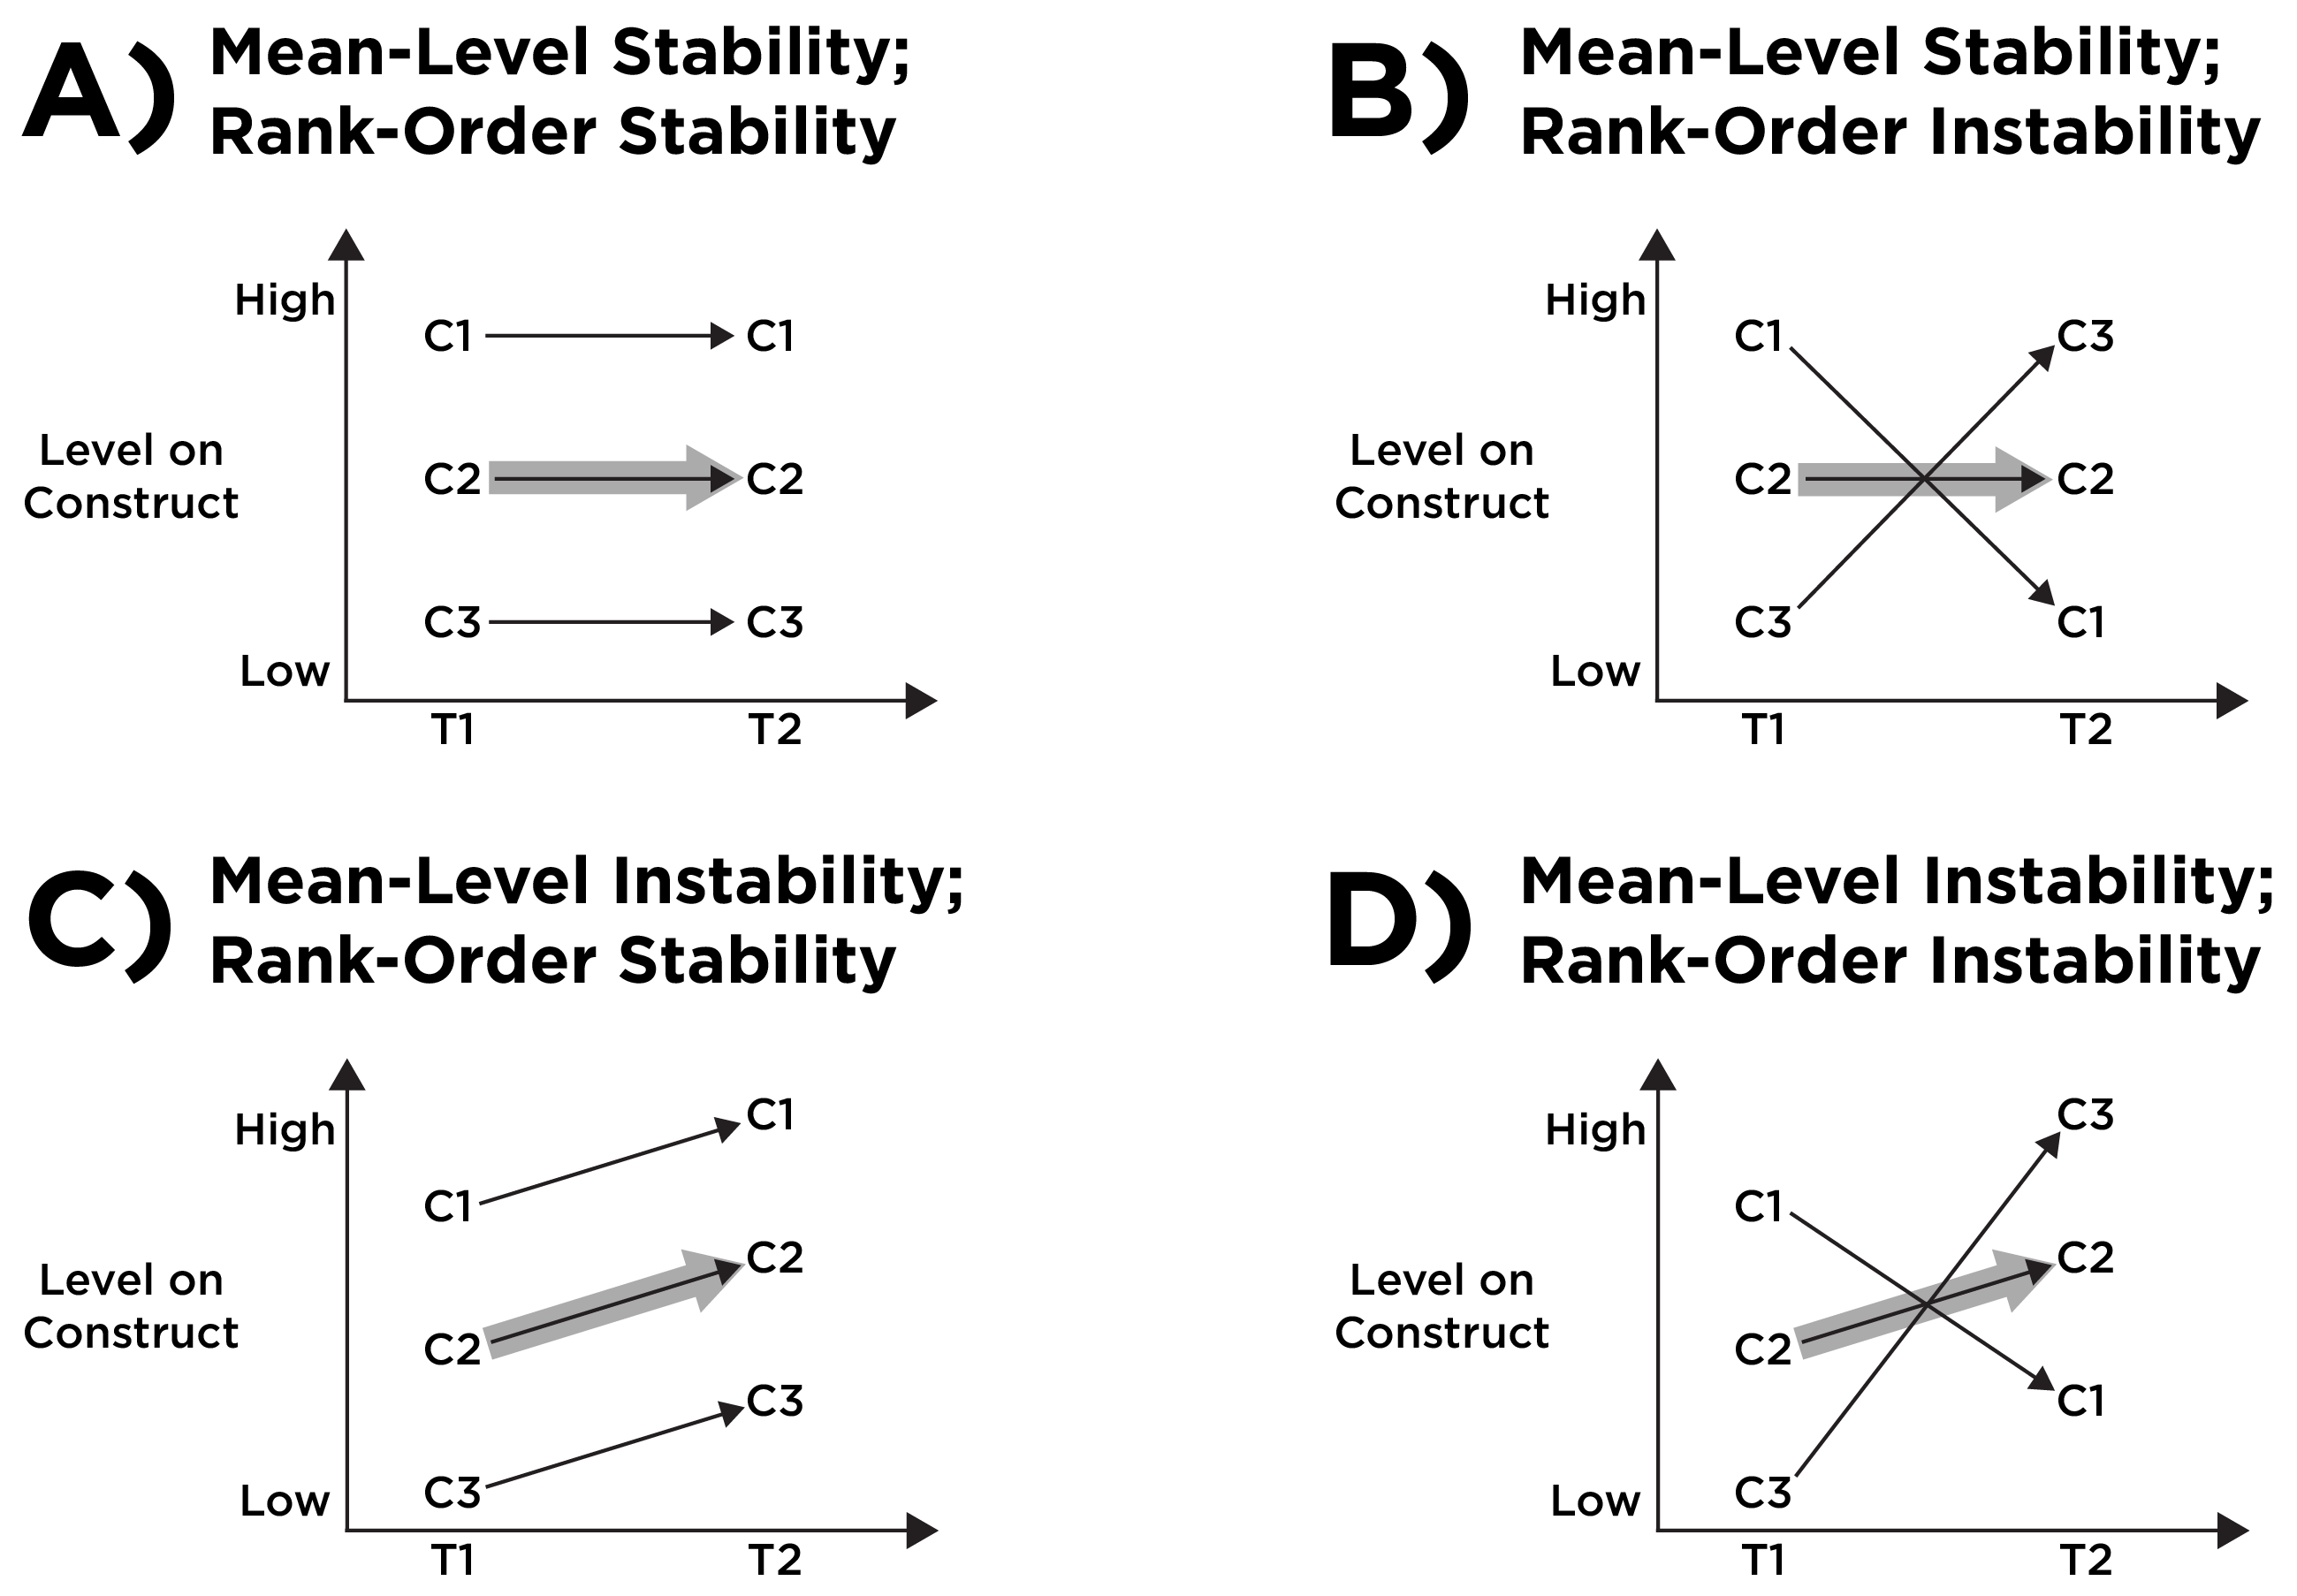 A) Mean-Level Stability;
Rank-Order Stability
High
C1 C1
Level on
Construct
C2 C2
C3 C3
Low
T1 T2
B) Mean-Level Stability;
Rank-Order Instability
High
C1 C3
Level on
Construct
C2 C2
C3 C1
Low
T1 T2
C) Mean-Level Instability;
Rank-Order Stability
High
C1
C1
Level on
Construct
C2
C2
C3
C3
Low
T1 T2
D) Mean-Level Instability;
Rank-Order Instability
High
C3
C1
Level on
Construct
C2
C2
C1
C3
Low
T1 T2